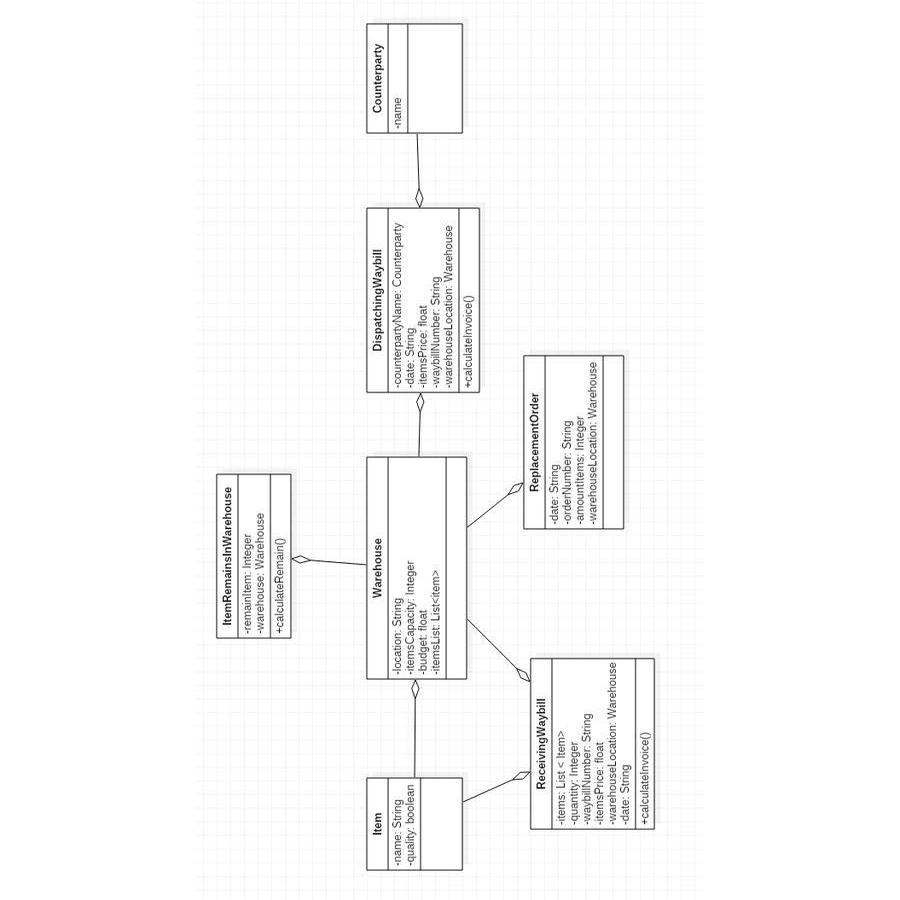 ItemRemainsInWarehouse
-remainItem: Integer
-warehouse: Warehouse
+calculateRemain()
Item
-name: String
-quality: boolean
Warehouse
-location: String
-itemsCapacity: Integer
-budget: float
-itemsList: List<item>
DispatchingWaybill
-counterpartyName: Counterparty
-date: String
-itemsPrice: float
-waybillNumber: String
-warehouseLocation: Warehouse
+calculateInvoice()
Counterparty
-name
ReceivingWaybill
-items: List < Item>
-quantity: Integer
-waybillNumber: String
-itemsPrice: float
-warehouseLocation: Warehouse
-date: String
+calculateInvoice()
ReplacementOrder
-date: String
-orderNumber: String
-amountItems: Integer
-warehouseLocation: Warehouse